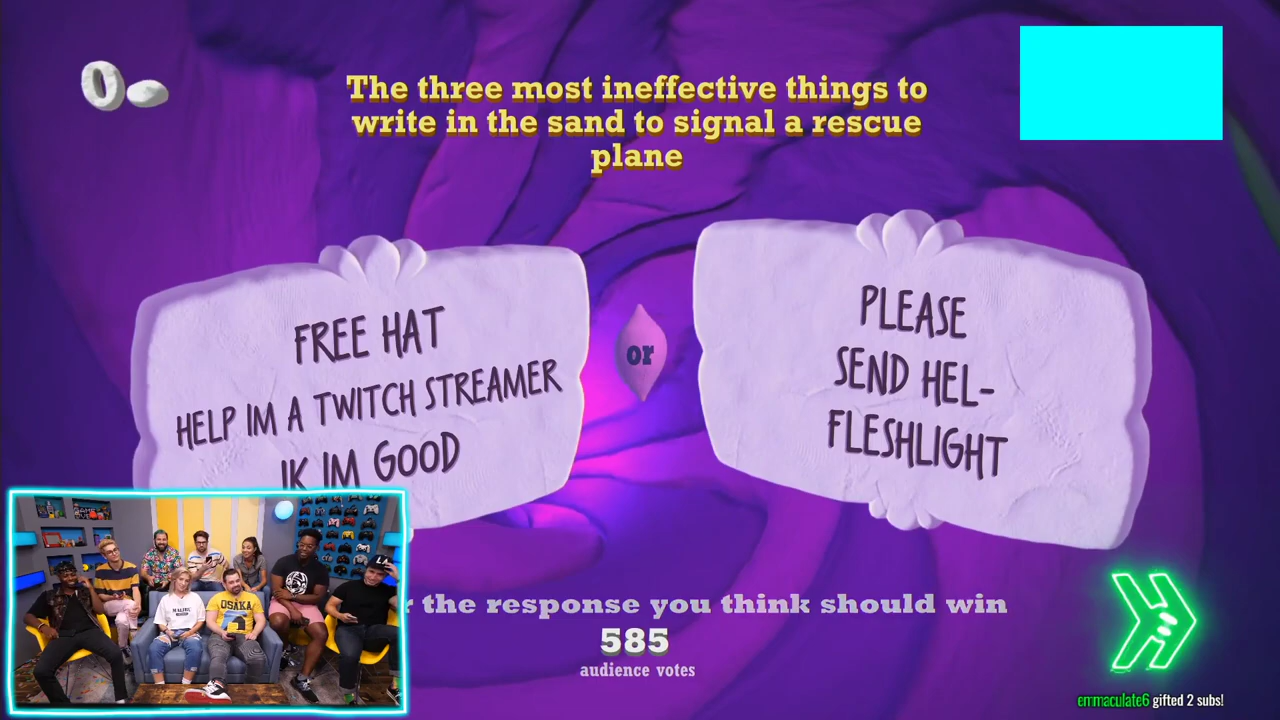 0
The three most ineffective things to
write in the sand to signal a rescue
plane
FREE HAT
HELP IM A TWITCH STREAMER
JK IM GOOD
or
PLEASE
SEND HEL-
FLESHLIGHT
the response you think should win
585
audience votes
MALIBU
OSAKA
emmaculate6 gifted 2 subs!